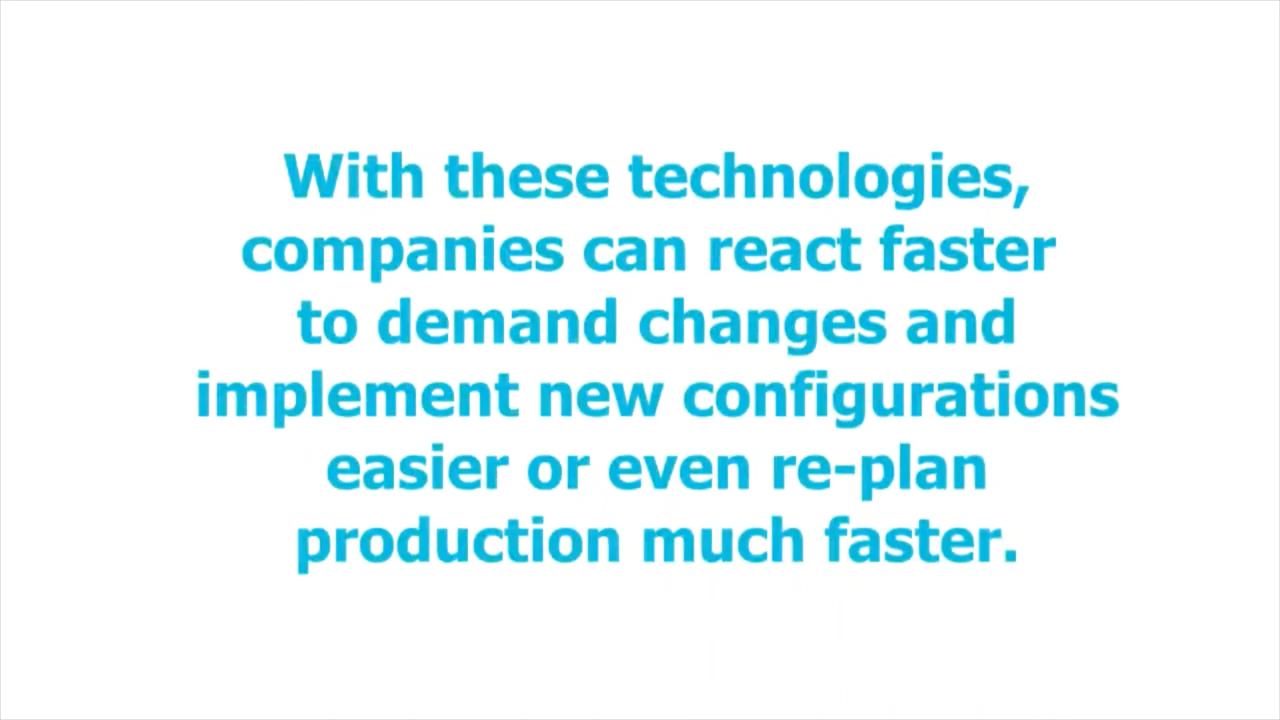 With these technologies,
companies can react faster
to demand changes and
implement new configurations
easier or even re-plan
production much faster.